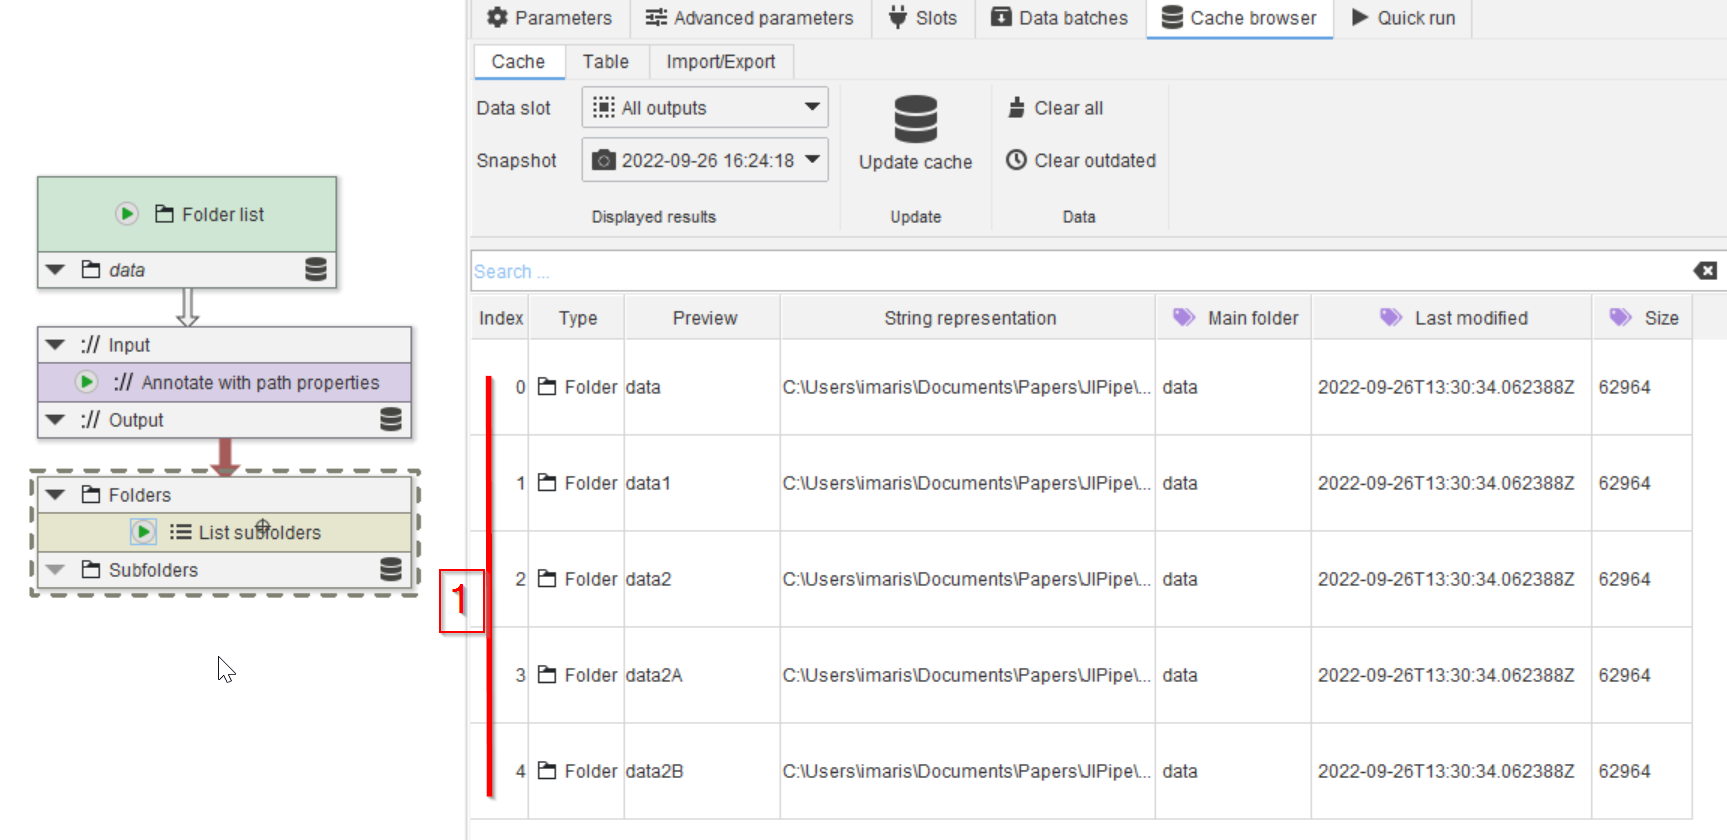 Parameters Advanced parameters Slots Data batches Cache browser Quick run
Cache Table Import/Export
Data slot All outputs Clear all
Snapshot 2022-09-26 16:24:18 Update cache Clear outdated
Displayed results Update Data
Search ...
Index Type Preview String representation Main folder Last modified Size
0 Folder data C:\Users\imaris\Documents\Papers\JIPipe\... data 2022-09-26T13:30:34.062388Z 62964
1 Folder data1 C:\Users\imaris\Documents\Papers\JIPipe\... data 2022-09-26T13:30:34.062388Z 62964
2 Folder data2 C:\Users\imaris\Documents\Papers\JIPipe\... data 2022-09-26T13:30:34.062388Z 62964
3 Folder data2A C:\Users\imaris\Documents\Papers\JIPipe\... data 2022-09-26T13:30:34.062388Z 62964
4 Folder data2B C:\Users\imaris\Documents\Papers\JIPipe\... data 2022-09-26T13:30:34.062388Z 62964
Folder list
data
:// Input
:// Annotate with path properties
:// Output
Folders
List subfolders
Subfolders
1